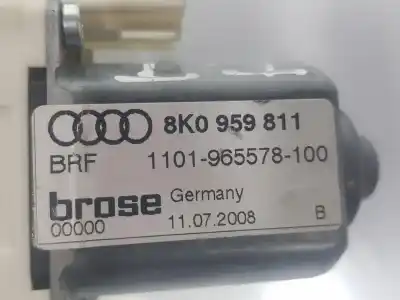 8K0 959 811
BRF 1101-965578-100
brose Germany
00000 11.07.2008 B